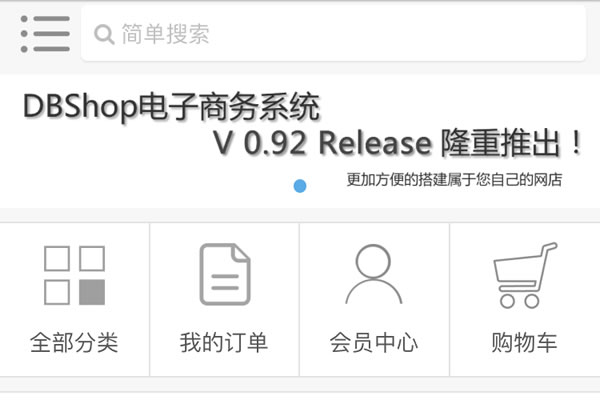 简单搜索
DBShop电子商务系统
V 0.92 Release 隆重推出！
更加方便的搭建属于您自己的网店
全部分类
我的订单
会员中心
购物车